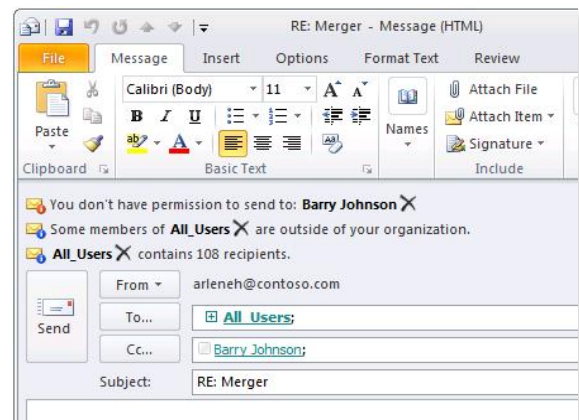 RE: Merger - Message (HTML)
File Message Insert Options Format Text Review
Calibri (Body) 11 A A
Attach File
B I U
Attach Item
Paste
Names
ab A
Signature
Clipboard Basic Text Include
You don't have permission to send to: Barry Johnson
Some members of All_Users are outside of your organization.
All_Users contains 108 recipients.
From arleneh@contoso.com
To... All_Users;
Send
Cc... Barry Johnson;
Subject: RE: Merger